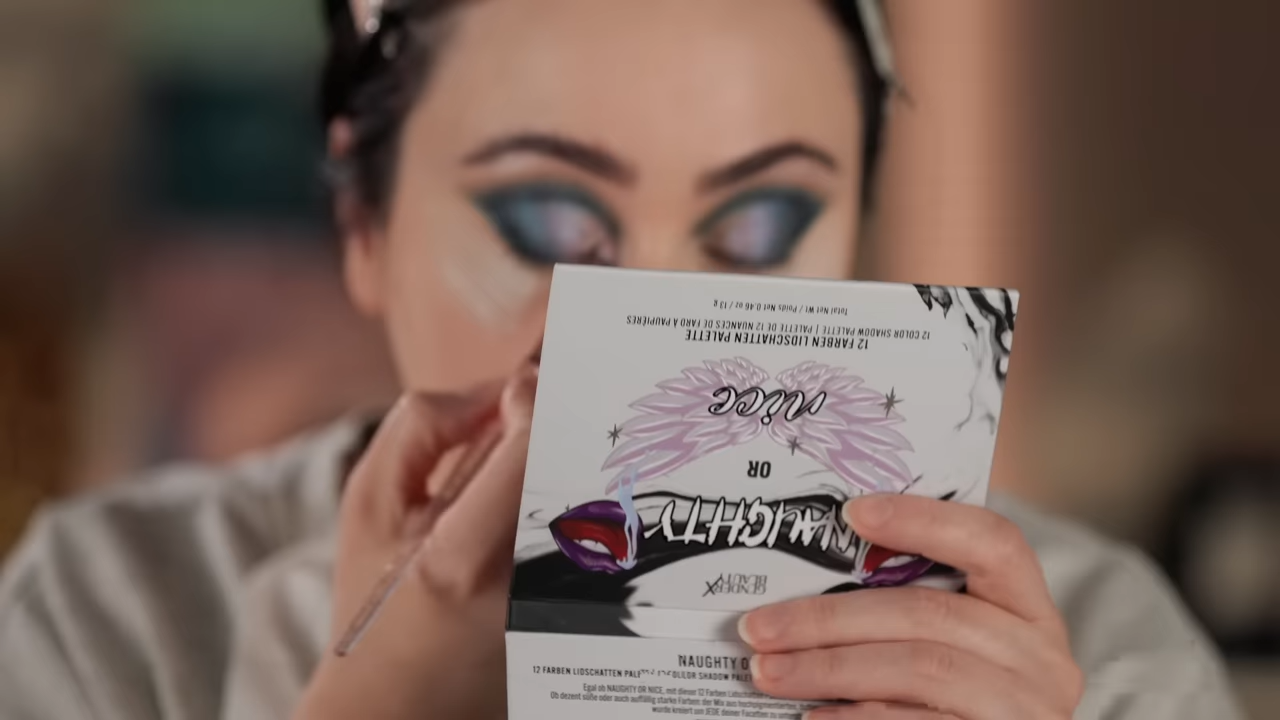 GENDER X
BEAUTY
NAUGHTY
OR
nice
12 FARBEN LIDSCHATTEN PALETTE
12 COLOR SHADOW PALETTE | PALETTE DE 12 NUANCES DE FARD À PAUPIÈRES
Total Net Wt / Poids Net 0.46 oz / 13 g
NAUGHTY O
12 FARBEN LIDSCHATTEN SHADOW
Egal ob NAUGHTY OR NICE, mit dieser 12 Farben
Ob dezent süße oder auch auffällig starke Farben der Mix aus hochpigmentierten,
wurde kreiert um JEDE deiner Facetten zu